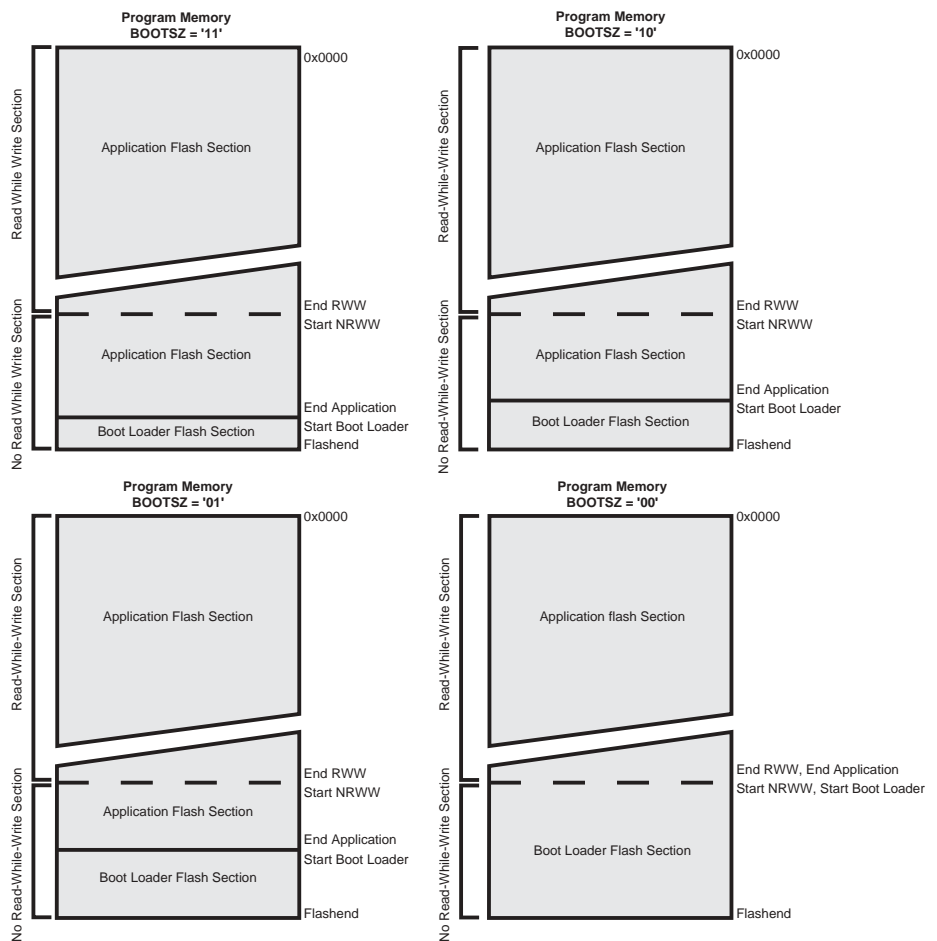 Program Memory
BOOTSZ = '11'
0x0000
Read While Write Section
Application Flash Section
End RWW
Start NRWW
No Read While Write Section
Application Flash Section
End Application
Start Boot Loader
Boot Loader Flash Section
Flashend
Program Memory
BOOTSZ = '10'
0x0000
Read-While-Write Section
Application Flash Section
End RWW
Start NRWW
No Read-While-Write Section
Application Flash Section
End Application
Start Boot Loader
Boot Loader Flash Section
Flashend
Program Memory
BOOTSZ = '01'
0x0000
Read-While-Write Section
Application Flash Section
End RWW
Start NRWW
No Read-While-Write Section
Application Flash Section
End Application
Start Boot Loader
Boot Loader Flash Section
Flashend
Program Memory
BOOTSZ = '00'
0x0000
Read-While-Write Section
Application flash Section
End RWW, End Application
Start NRWW, Start Boot Loader
No Read-While-Write Section
Boot Loader Flash Section
Flashend